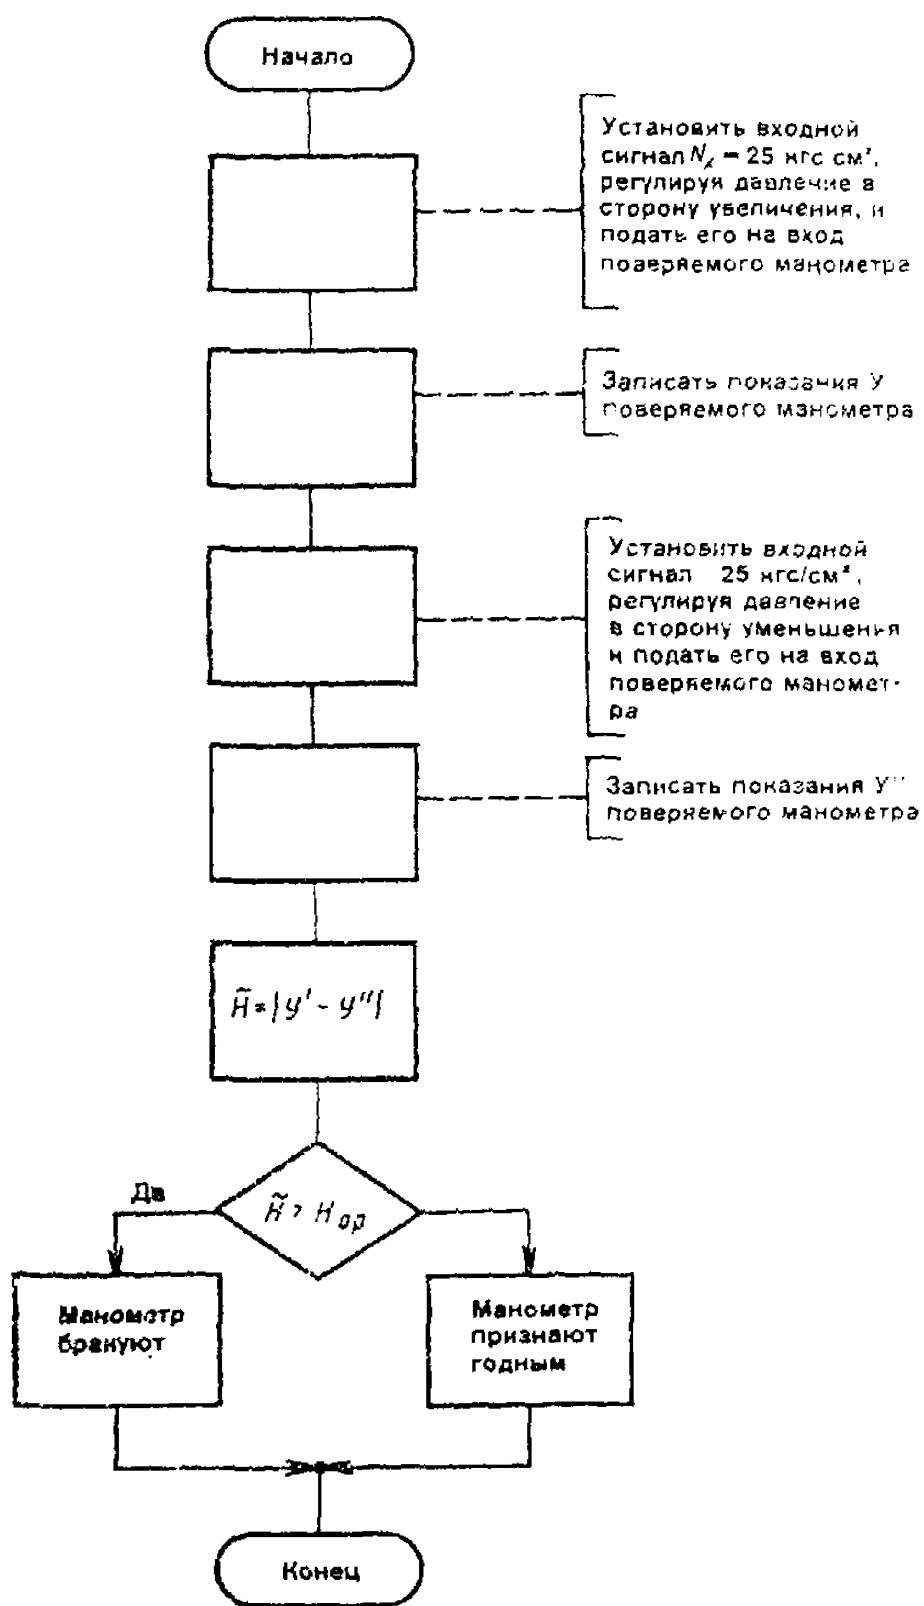 Начало
Установить входной
сигнал N = 25 кгс см²,
регулируя давление в
сторону увеличения, и
подать его на вход
поверяемого манометра
Записать показания У
поверяемого манометра
Установить входной
сигнал 25 кгс/см²,
регулируя давление
в сторону уменьшения
и подать его на вход
поверяемого маномет-
ра
Записать показания У''
поверяемого манометра
H̃ = |У' - У''|
Да
H̃ > H ор
Манометр
бракуют
Манометр
признают
годным
Конец